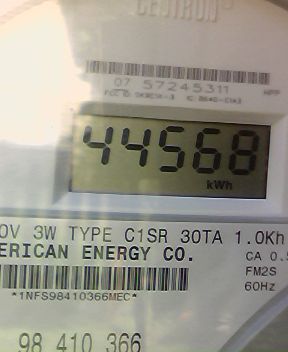 CENTRON
07 57245311
44568
kWh
0V 3W TYPE C1SR 30TA 1.0Kh
ERICAN ENERGY CO.
CA 0.5
FM2S
60Hz
*1NFS98410366MEC*
98 410 366